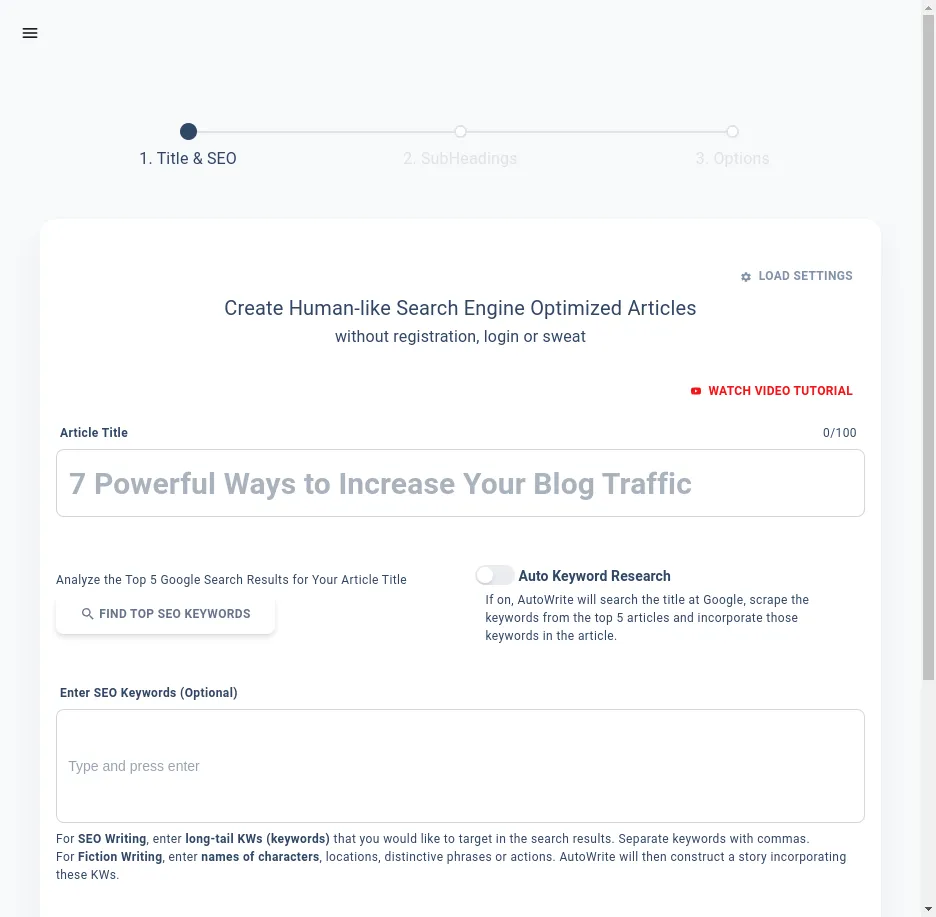 1. Title & SEO
2. SubHeadings
3. Options
LOAD SETTINGS
Create Human-like Search Engine Optimized Articles
without registration, login or sweat
WATCH VIDEO TUTORIAL
Article Title
0/100
7 Powerful Ways to Increase Your Blog Traffic
Analyze the Top 5 Google Search Results for Your Article Title
FIND TOP SEO KEYWORDS
Auto Keyword Research
If on, AutoWrite will search the title at Google, scrape the
keywords from the top 5 articles and incorporate those
keywords in the article.
Enter SEO Keywords (Optional)
Type and press enter
For SEO Writing, enter long-tail KWs (keywords) that you would like to target in the search results. Separate keywords with commas.
For Fiction Writing, enter names of characters, locations, distinctive phrases or actions. AutoWrite will then construct a story incorporating
these KWs.